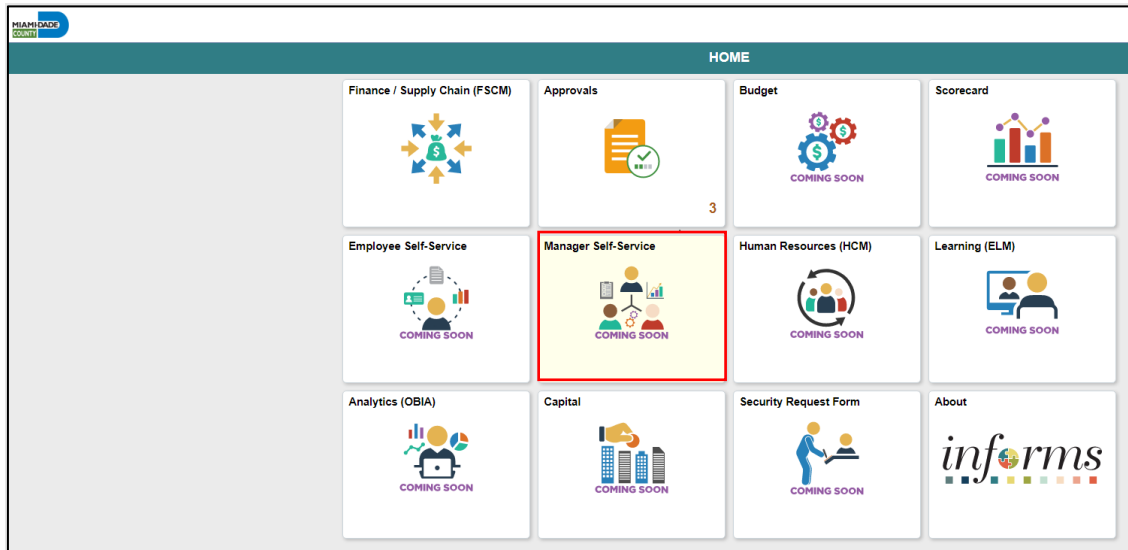 MIAMI-DADE
COUNTY
HOME
Finance / Supply Chain (FSCM)
Approvals
Budget
Scorecard
$
$
$
$
COMING SOON
COMING SOON
3
Employee Self-Service
Manager Self-Service
Human Resources (HCM)
Learning (ELM)
COMING SOON
COMING SOON
COMING SOON
COMING SOON
Analytics (OBIA)
Capital
Security Request Form
About
informs
COMING SOON
COMING SOON
COMING SOON